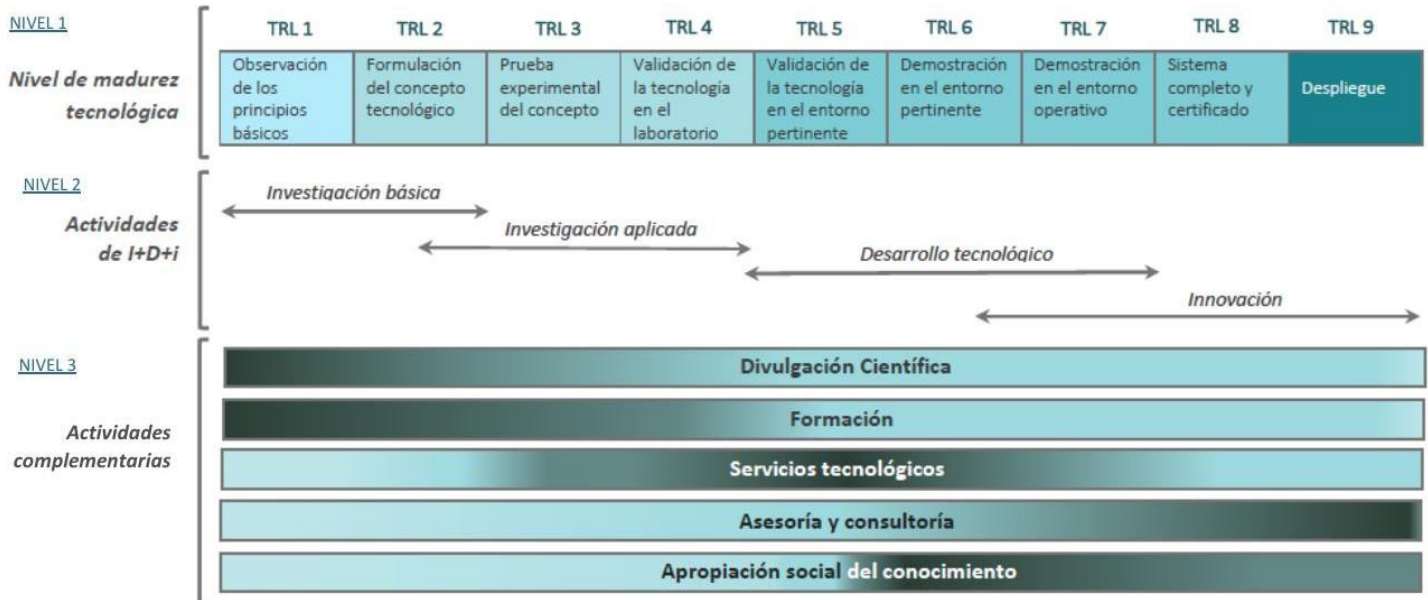 NIVEL 1
TRL 1 TRL 2 TRL 3 TRL 4 TRL 5 TRL 6 TRL 7 TRL 8 TRL 9
Nivel de madurez
tecnológica
Observación
de los
principios
básicos
Formulación
del concepto
tecnológico
Prueba
experimental
del concepto
Validación de
la tecnología
en el
laboratorio
Validación de
la tecnología
en el entorno
pertinente
Demostración
en el entorno
pertinente
Demostración
en el entorno
operativo
Sistema
completo y
certificado
Despliegue
NIVEL 2
Actividades
de I+D+i
Investigación básica
Investigación aplicada
Desarrollo tecnológico
Innovación
NIVEL 3
Actividades
complementarias
Divulgación Científica
Formación
Servicios tecnológicos
Asesoría y consultoría
Apropiación social del conocimiento